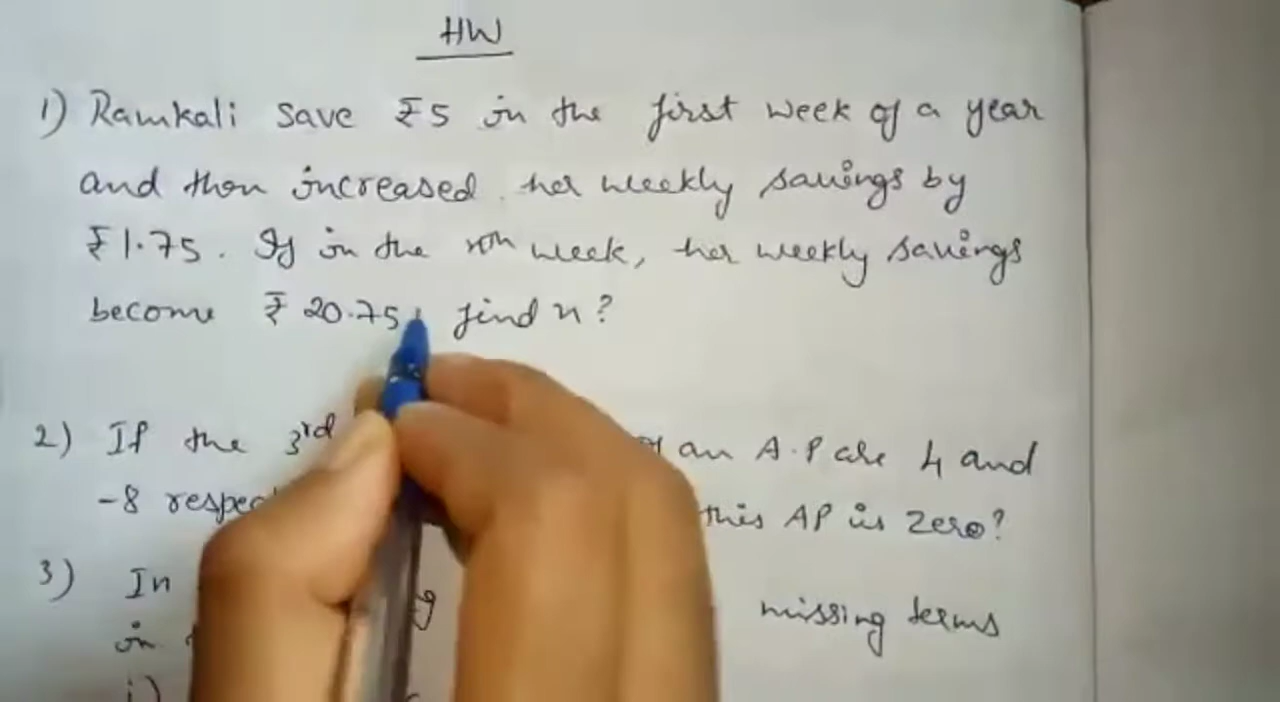 HW
1) Ramkali save ₹5 in the first week of a year
and then increased her weekly savings by
₹1.75. If in the nth week, her weekly savings
become ₹ 20.75, find n?
2) If the 3rd an A.P are 4 and
-8 this AP is zero?
3) In missing terms
in
i)